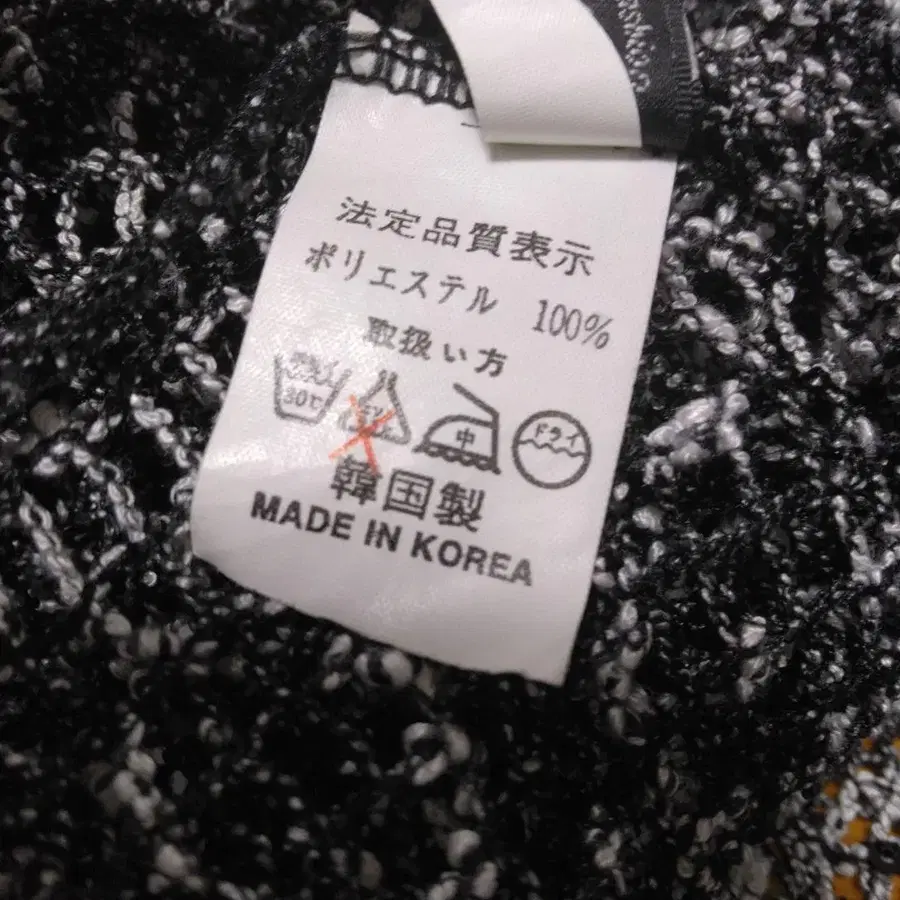 法定品質表示
ポリエステル 100%
取扱い方
30℃
中
ドライ
韓国製
MADE IN KOREA